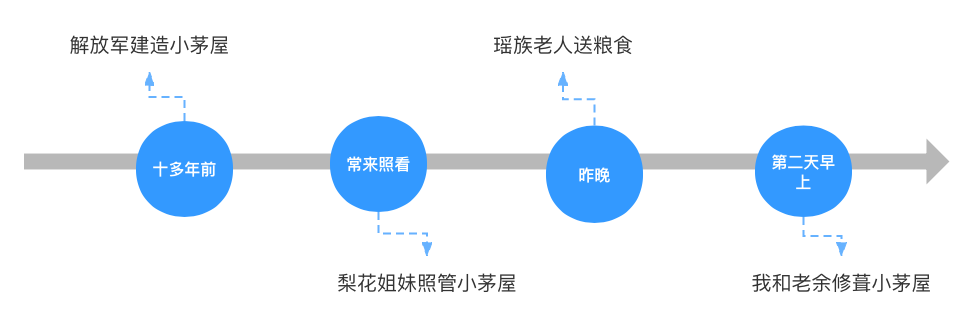 解放军建造小茅屋
瑶族老人送粮食
十多年前
常来照看
昨晚
第二天早
上
梨花姐妹照管小茅屋
我和老余修葺小茅屋